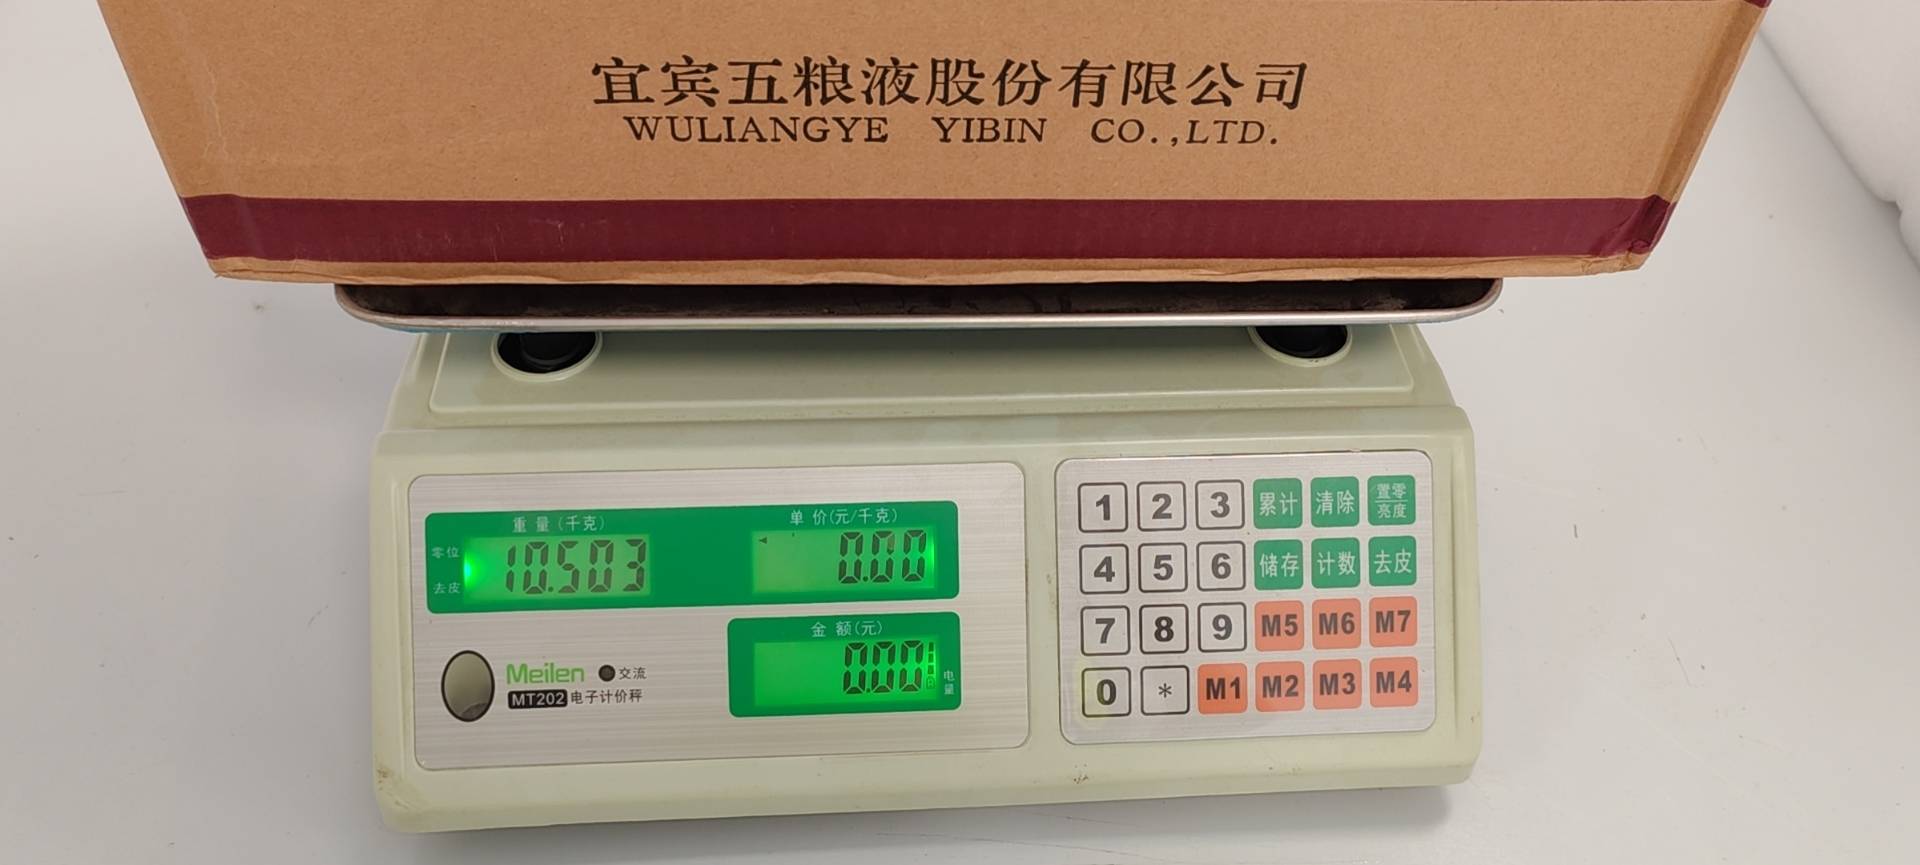 宜宾五粮液股份有限公司
WULIANGYE YIBIN CO.,LTD.
重量(千克)
单价(元/千克)
零位
去皮
10.503
0.00
金额(元)
0.00
电量
Meilen 交流
MT202 电子计价秤
1 2 3 累计 清除 置零 亮度
4 5 6 储存 计数 去皮
7 8 9 M5 M6 M7
0 * M1 M2 M3 M4